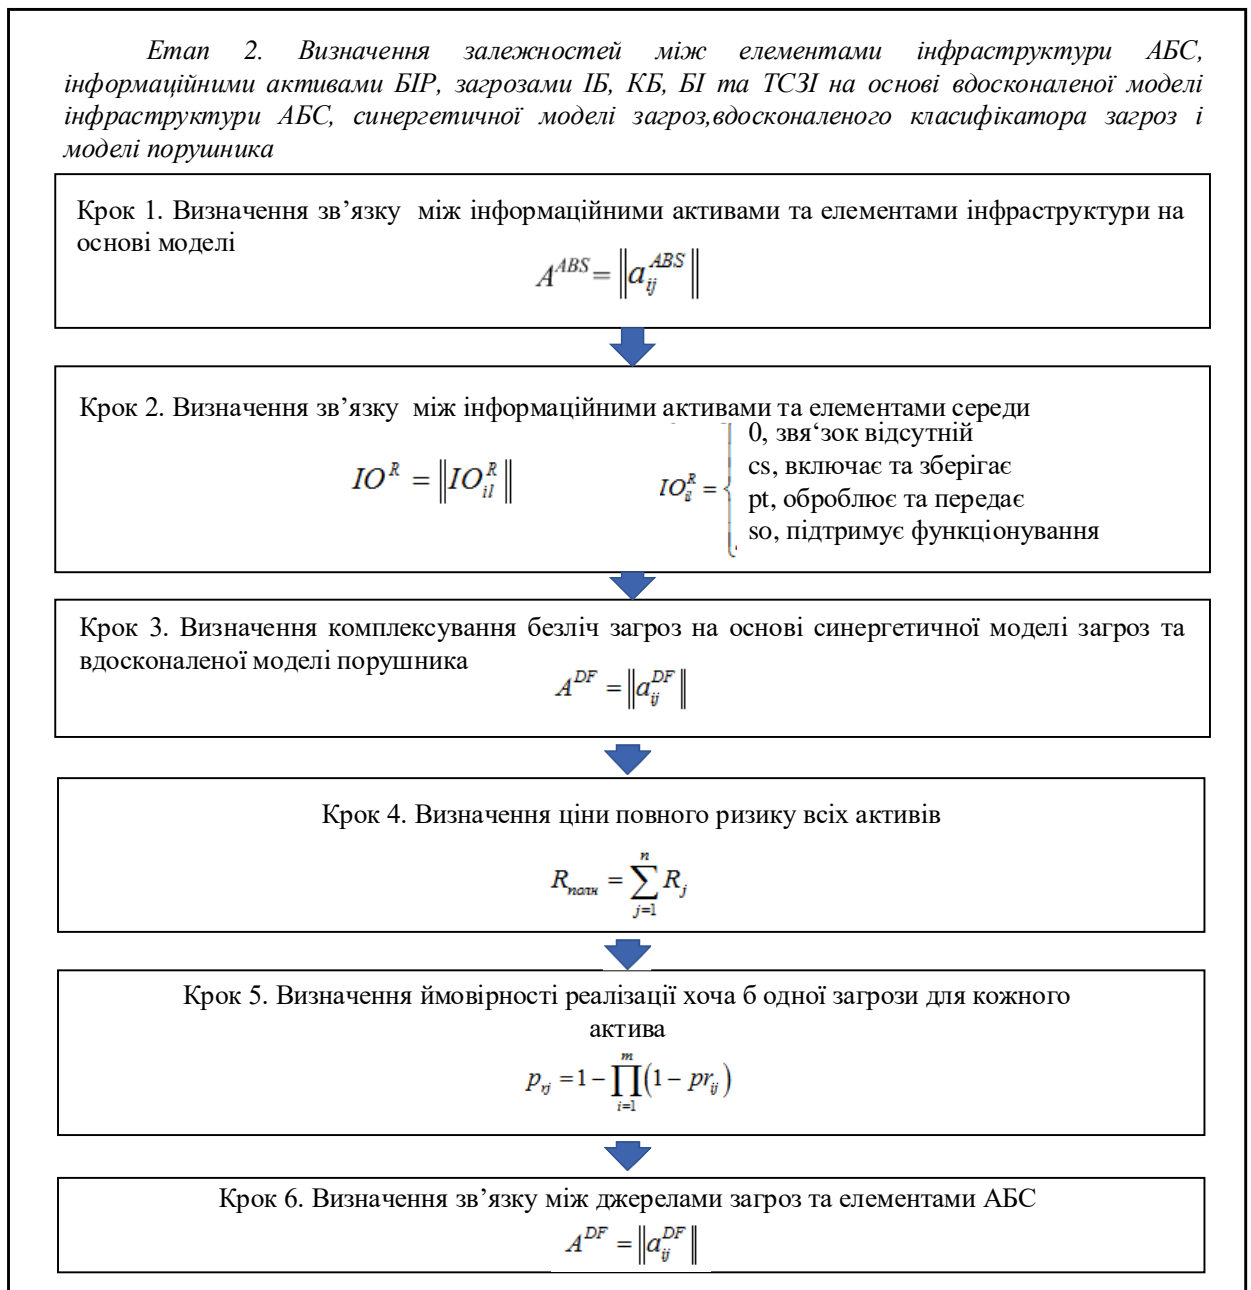 Етап 2. Визначення залежностей між елементами інфраструктури АБС,
інформаційними активами БІР, загрозами ІБ, КБ, БІ та ТСЗІ на основі вдосконаленої моделі
інфраструктури АБС, синергетичної моделі загроз,вдосконаленого класифікатора загроз і
моделі порушника
Крок 1. Визначення зв’язку між інформаційними активами та елементами інфраструктури на
основі моделі
A^{ABS} = ‖a_{ij}^{ABS}‖
Крок 2. Визначення зв’язку між інформаційними активами та елементами середи
IO^R = ‖IO_{il}^R‖
IO_{il}^R = {
0, звя‘зок відсутній
cs, включає та зберігає
pt, оброблює та передає
so, підтримує функціонування
Крок 3. Визначення комплексування безліч загроз на основі синергетичної моделі загроз та
вдосконаленої моделі порушника
A^{DF} = ‖a_{ij}^{DF}‖
Крок 4. Визначення ціни повного ризику всіх активів
R_{полн} = ∑_{j=1}^{n} R_j
Крок 5. Визначення ймовірності реалізації хоча б одної загрози для кожного
актива
p_{rj} = 1 − ∏_{i=1}^{m} (1 − pr_{ij})
Крок 6. Визначення зв’язку між джерелами загроз та елементами АБС
A^{DF} = ‖a_{ij}^{DF}‖